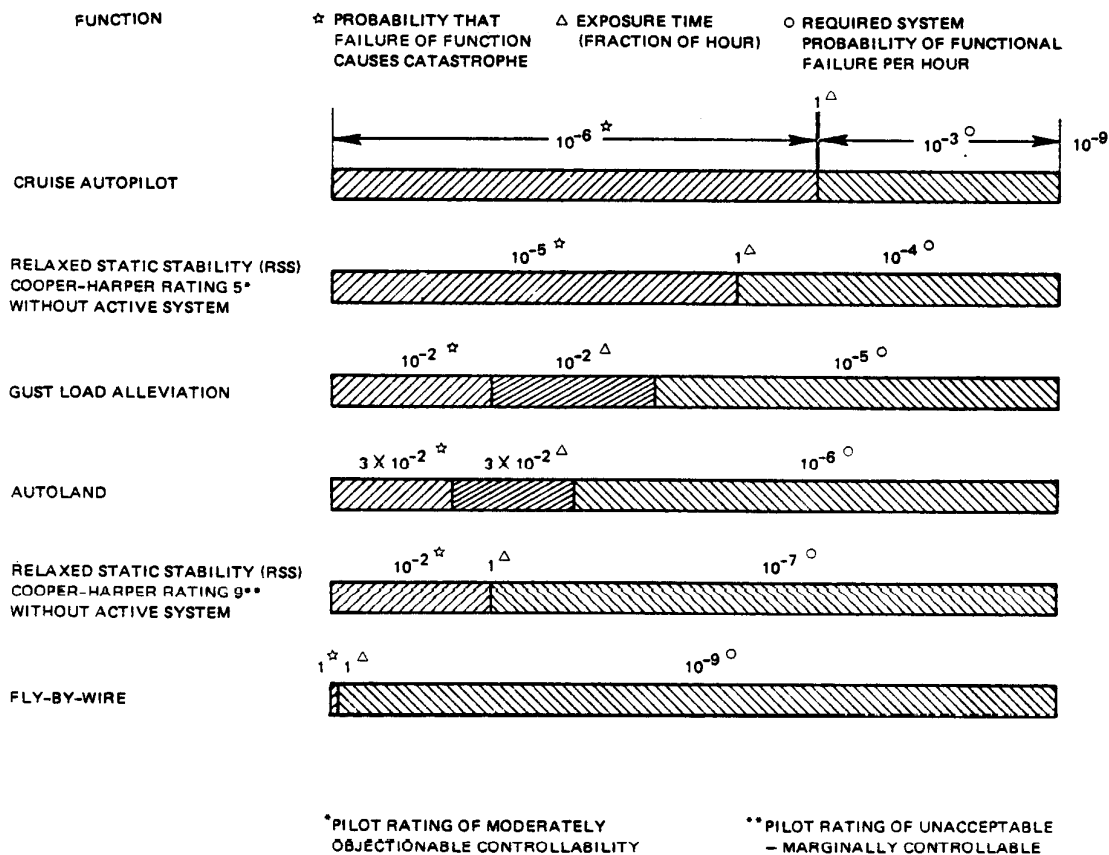 FUNCTION
☆ PROBABILITY THAT
FAILURE OF FUNCTION
CAUSES CATASTROPHE
△ EXPOSURE TIME
(FRACTION OF HOUR)
○ REQUIRED SYSTEM
PROBABILITY OF FUNCTIONAL
FAILURE PER HOUR
1 △
10⁻⁶ ☆
10⁻³ ○
10⁻⁹
CRUISE AUTOPILOT
10⁻⁵ ☆
1 △
10⁻⁴ ○
RELAXED STATIC STABILITY (RSS)
COOPER-HARPER RATING 5*
WITHOUT ACTIVE SYSTEM
10⁻² ☆
10⁻² △
10⁻⁵ ○
GUST LOAD ALLEVIATION
3 X 10⁻² ☆
3 X 10⁻² △
10⁻⁶ ○
AUTOLAND
10⁻² ☆
1 △
10⁻⁷ ○
RELAXED STATIC STABILITY (RSS)
COOPER-HARPER RATING 9**
WITHOUT ACTIVE SYSTEM
1 ☆
1 △
10⁻⁹ ○
FLY-BY-WIRE
*PILOT RATING OF MODERATELY
OBJECTIONABLE CONTROLLABILITY
**PILOT RATING OF UNACCEPTABLE
– MARGINALLY CONTROLLABLE